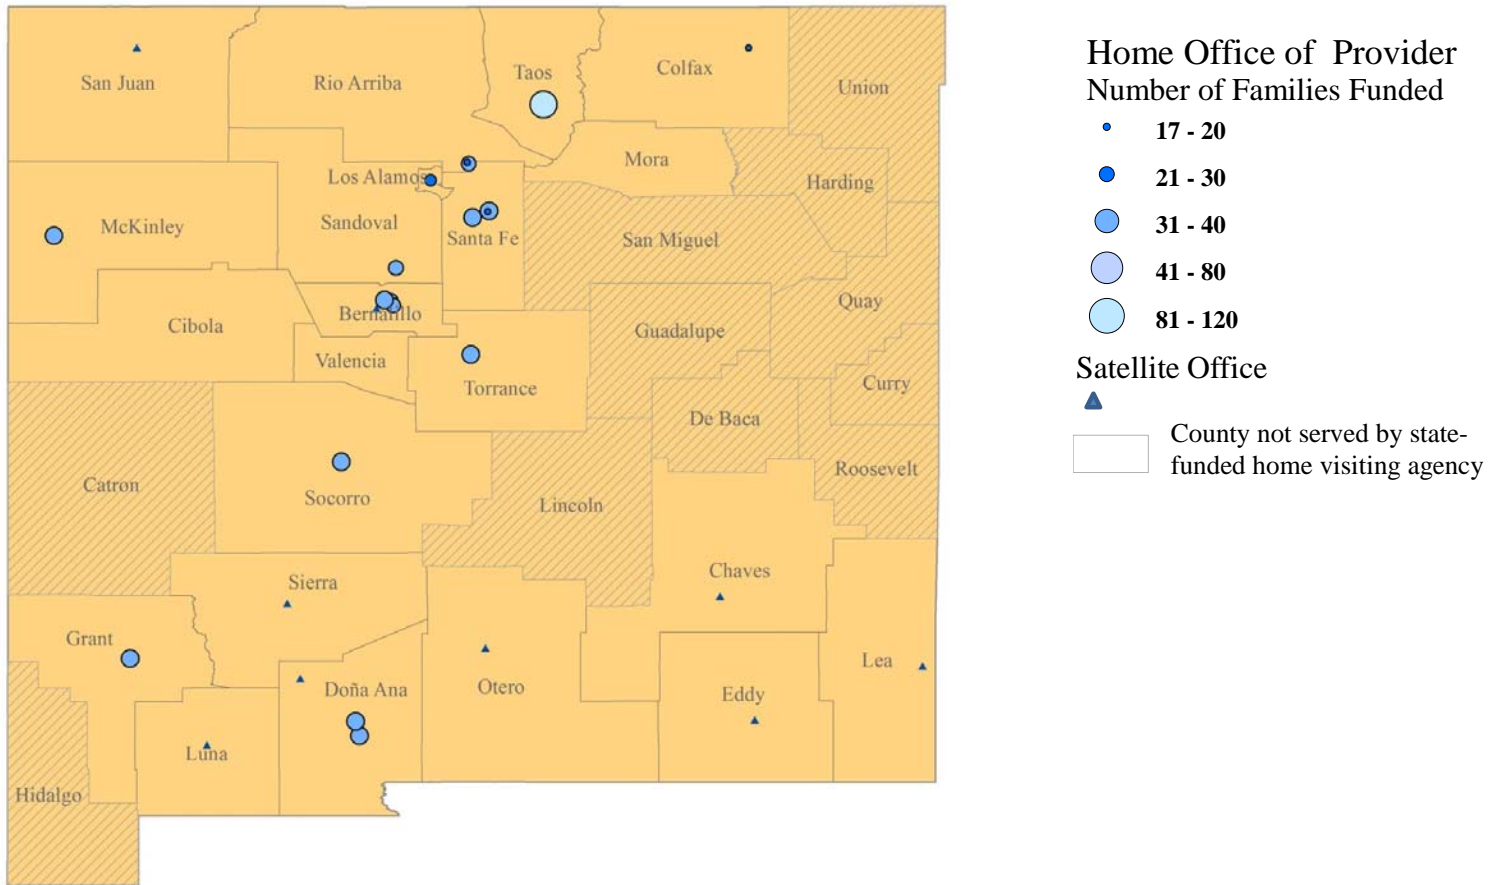 Home Office of Provider
Number of Families Funded
17 - 20
21 - 30
31 - 40
41 - 80
81 - 120
Satellite Office
County not served by state-
funded home visiting agency
San Juan
Rio Arriba
Taos
Colfax
Union
Mora
Harding
Los Alamos
McKinley
Sandoval
Santa Fe
San Miguel
Quay
Cibola
Bernalillo
Guadalupe
Valencia
Torrance
Curry
De Baca
Catron
Socorro
Lincoln
Roosevelt
Sierra
Chaves
Grant
Doña Ana
Otero
Eddy
Lea
Luna
Hidalgo